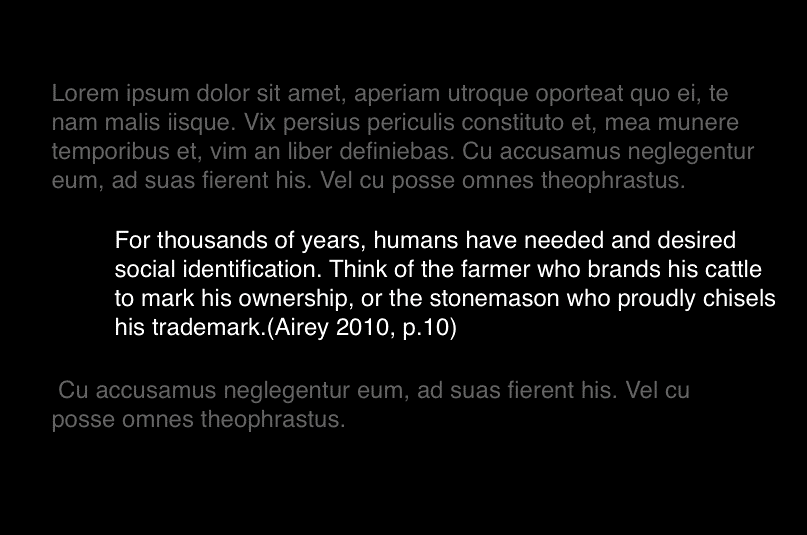 Lorem ipsum dolor sit amet, aperiam utroque oporteat quo ei, te
nam malis iisque. Vix persius periculis constituto et, mea munere
temporibus et, vim an liber definiebas. Cu accusamus neglegentur
eum, ad suas fierent his. Vel cu posse omnes theophrastus.
For thousands of years, humans have needed and desired
social identification. Think of the farmer who brands his cattle
to mark his ownership, or the stonemason who proudly chisels
his trademark.(Airey 2010, p.10)
Cu accusamus neglegentur eum, ad suas fierent his. Vel cu
posse omnes theophrastus.